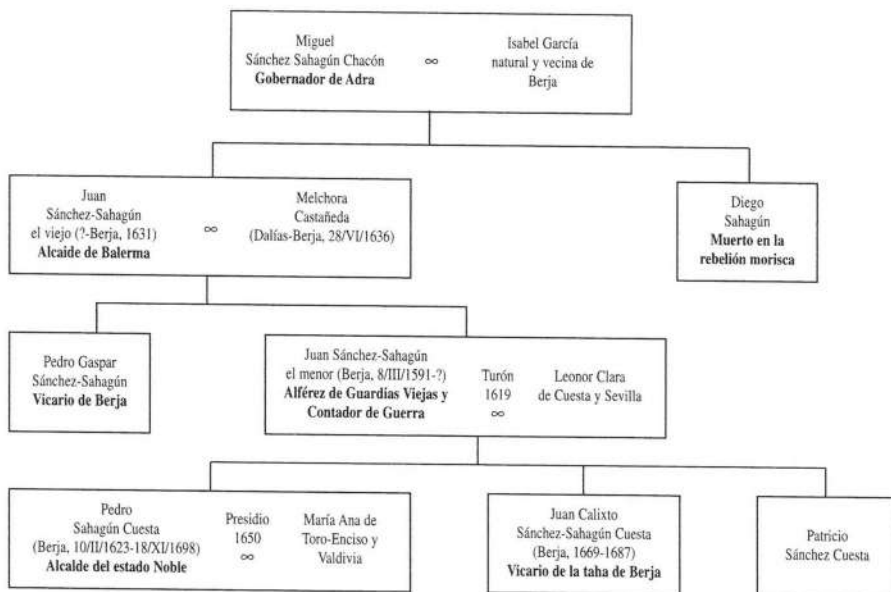 Miguel
Sánchez Sahagún Chacón
Gobernador de Adra
∞
Isabel García
natural y vecina de
Berja
Juan
Sánchez-Sahagún
el viejo (?-Berja, 1631)
Alcaide de Balerma
∞
Melchora
Castañeda
(Dalías-Berja, 28/VI/1636)
Diego
Sahagún
Muerto en la
rebelión morisca
Pedro Gaspar
Sánchez-Sahagún
Vicario de Berja
Juan Sánchez-Sahagún
el menor (Berja, 8/III/1591-?)
Alférez de Guardias Viejas y
Contador de Guerra
Turón
1619
∞
Leonor Clara
de Cuesta y Sevilla
Pedro
Sahagún Cuesta
(Berja, 10/II/1623-18/XI/1698)
Alcalde del estado Noble
Presidio
1650
∞
María Ana de
Toro-Enciso y
Valdivia
Juan Calixto
Sánchez-Sahagún Cuesta
(Berja, 1669-1687)
Vicario de la taha de Berja
Patricio
Sánchez Cuesta